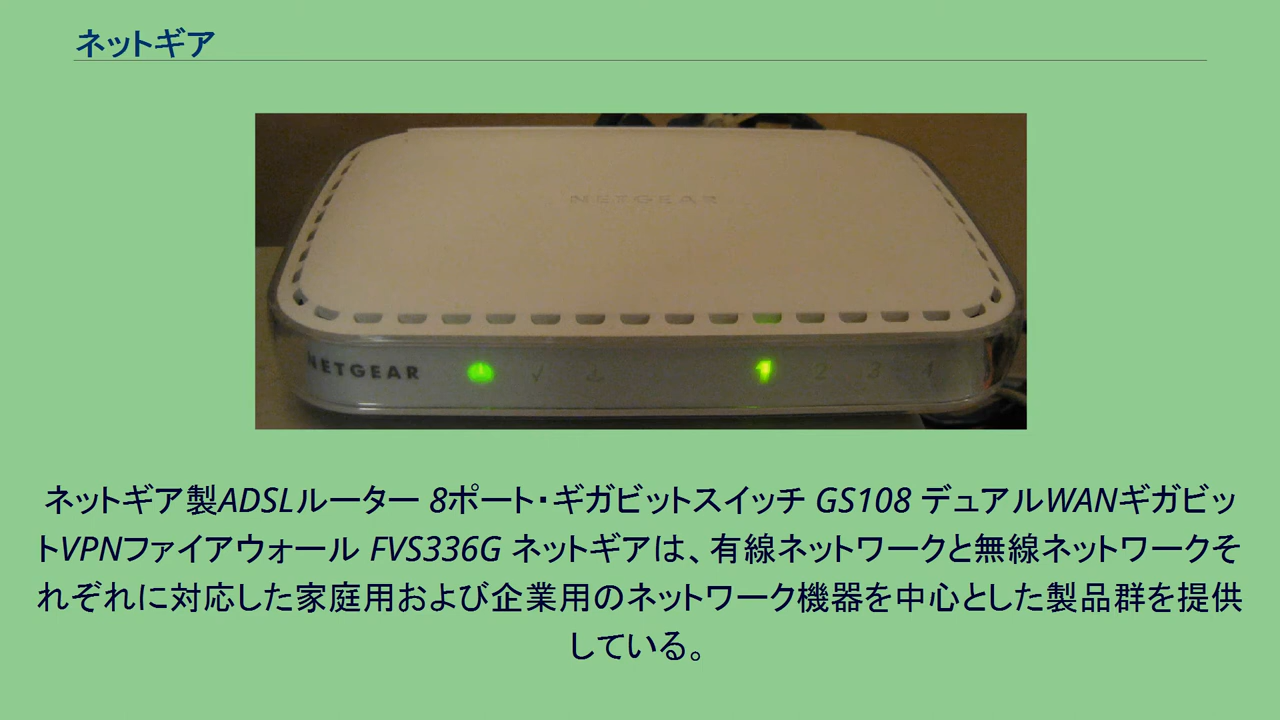 ネットギア
NETGEAR
NETGEAR 1 2 3 4
ネットギア製ADSLルーター 8ポート・ギガビットスイッチ GS108 デュアルWANギガビッ
トVPNファイアウォール FVS336G ネットギアは、有線ネットワークと無線ネットワークそ
れぞれに対応した家庭用および企業用のネットワーク機器を中心とした製品群を提供
している。